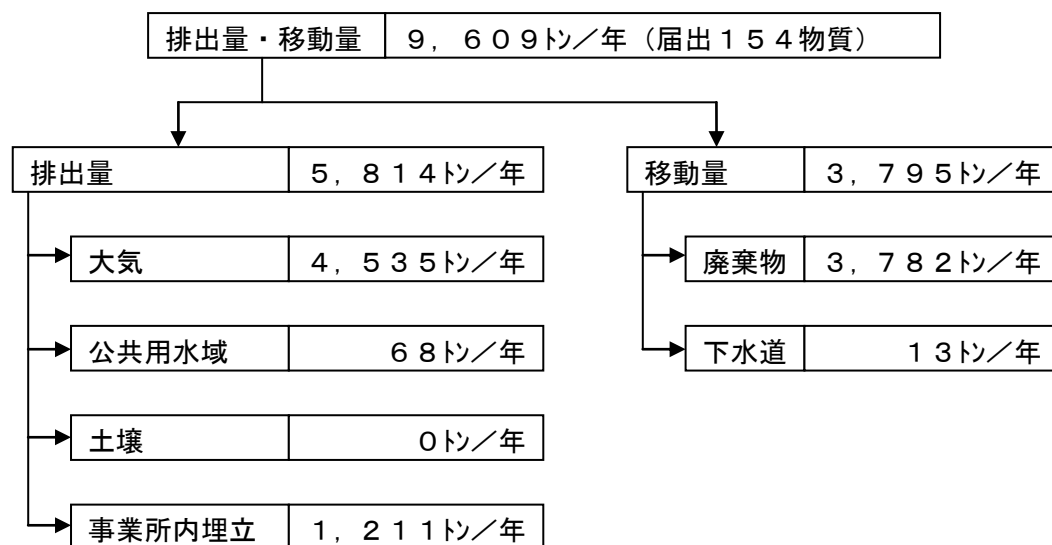 排出量・移動量 ９，６０９㌧／年（届出１５４物質）
排出量 ５，８１４㌧／年
移動量 ３，７９５㌧／年
大気 ４，５３５㌧／年
廃棄物 ３，７８２㌧／年
公共用水域 ６８㌧／年
下水道 １３㌧／年
土壌 ０㌧／年
事業所内埋立 １，２１１㌧／年